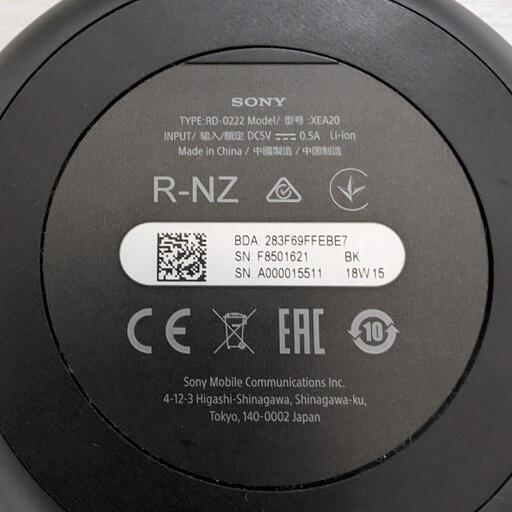 SONY
TYPE:RD-0222 Model/ 型号 :XEA20
INPUT/ 输入/額定 DC5V ⎓ 0.5A Li-ion
Made in China / 中國製造 / 中国制造
R-NZ
BDA: 283F69FFEBE7
SN: F8501621 BK
SN: A000015511 18W15
CE EAC 10
Sony Mobile Communications Inc.
4-12-3 Higashi-Shinagawa, Shinagawa-ku,
Tokyo, 140-0002 Japan